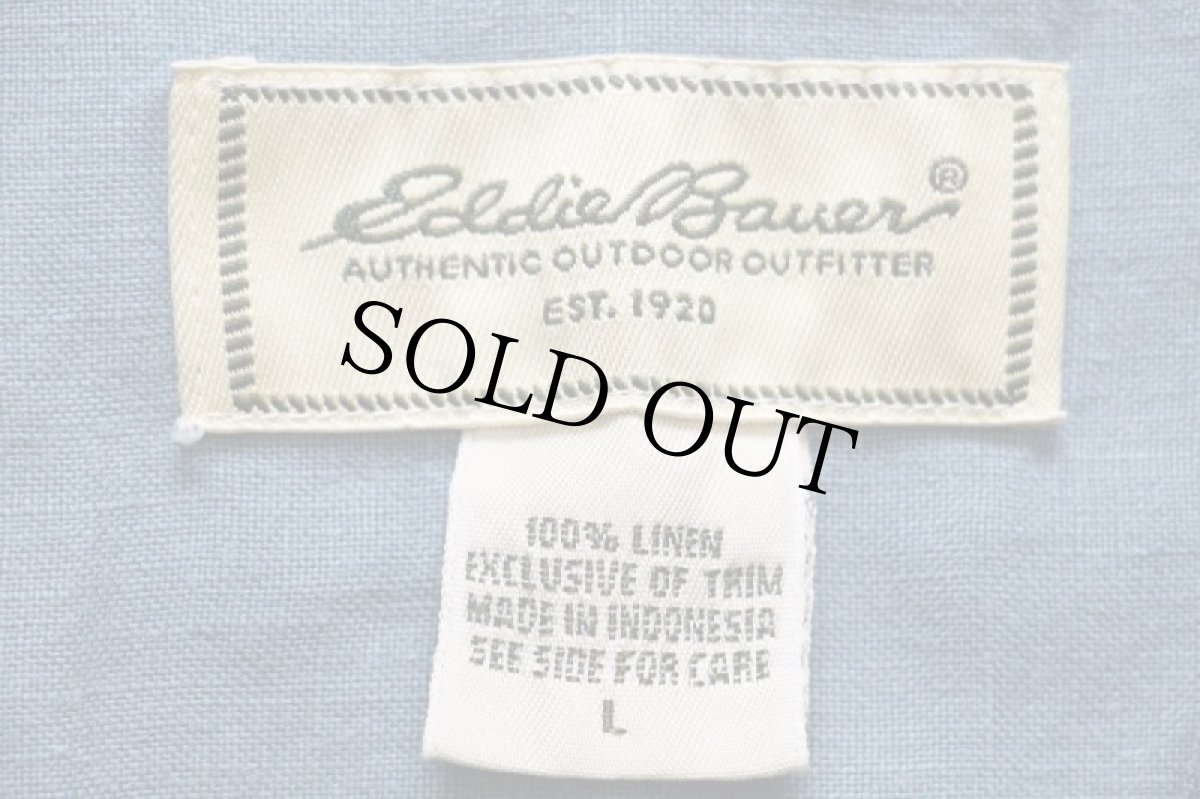 Eddie Bauer®
AUTHENTIC OUTDOOR OUTFITTER
EST. 1920
SOLD OUT
100% LINEN
EXCLUSIVE OF TRIM
MADE IN INDONESIA
SEE SIDE FOR CARE
L